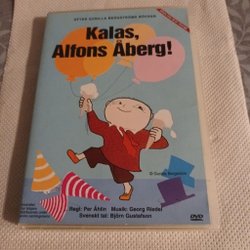 EFTER GUNILLA BERGSTRÖMS BÖCKER
Kalas,
Alfons Åberg!
© Gunilla Bergström
Regi: Per Åhlin Musik: Georg Riedel
Svenskt tal: Björn Gustafson
DVD